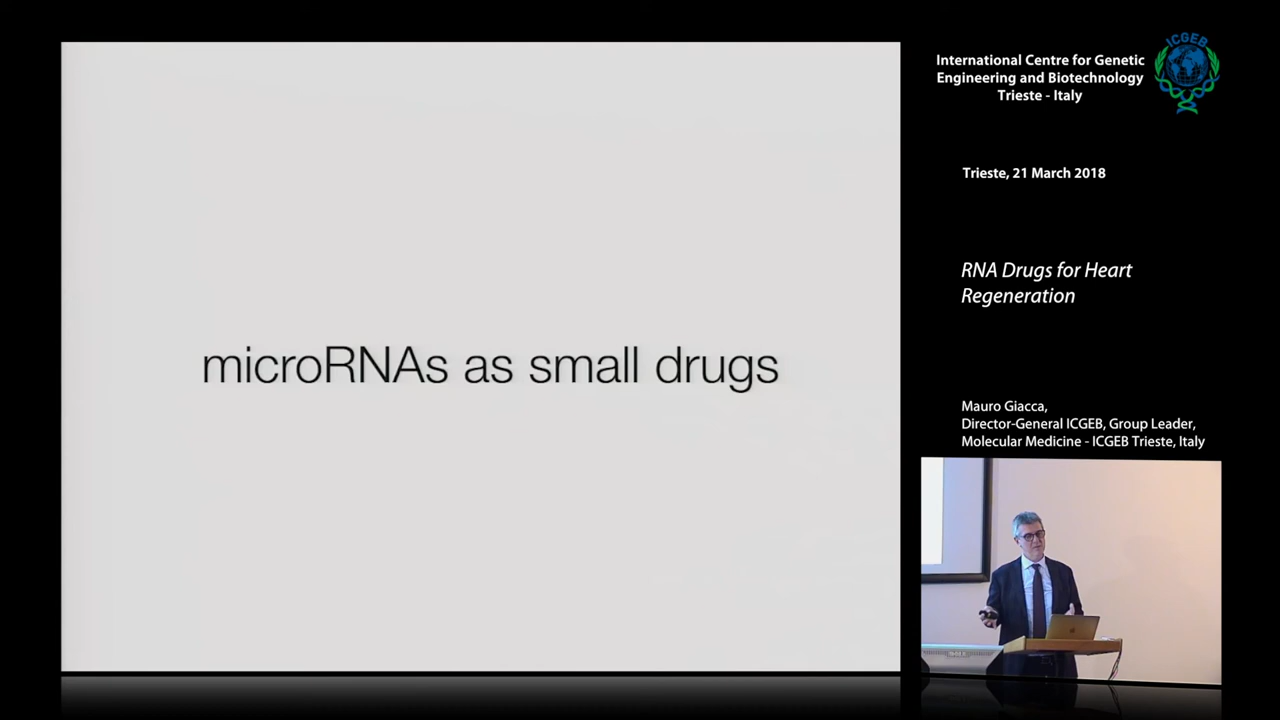 microRNAs as small drugs
International Centre for Genetic
Engineering and Biotechnology
Trieste - Italy
ICGEB
Trieste, 21 March 2018
RNA Drugs for Heart
Regeneration
Mauro Giacca,
Director-General ICGEB, Group Leader,
Molecular Medicine - ICGEB Trieste, Italy